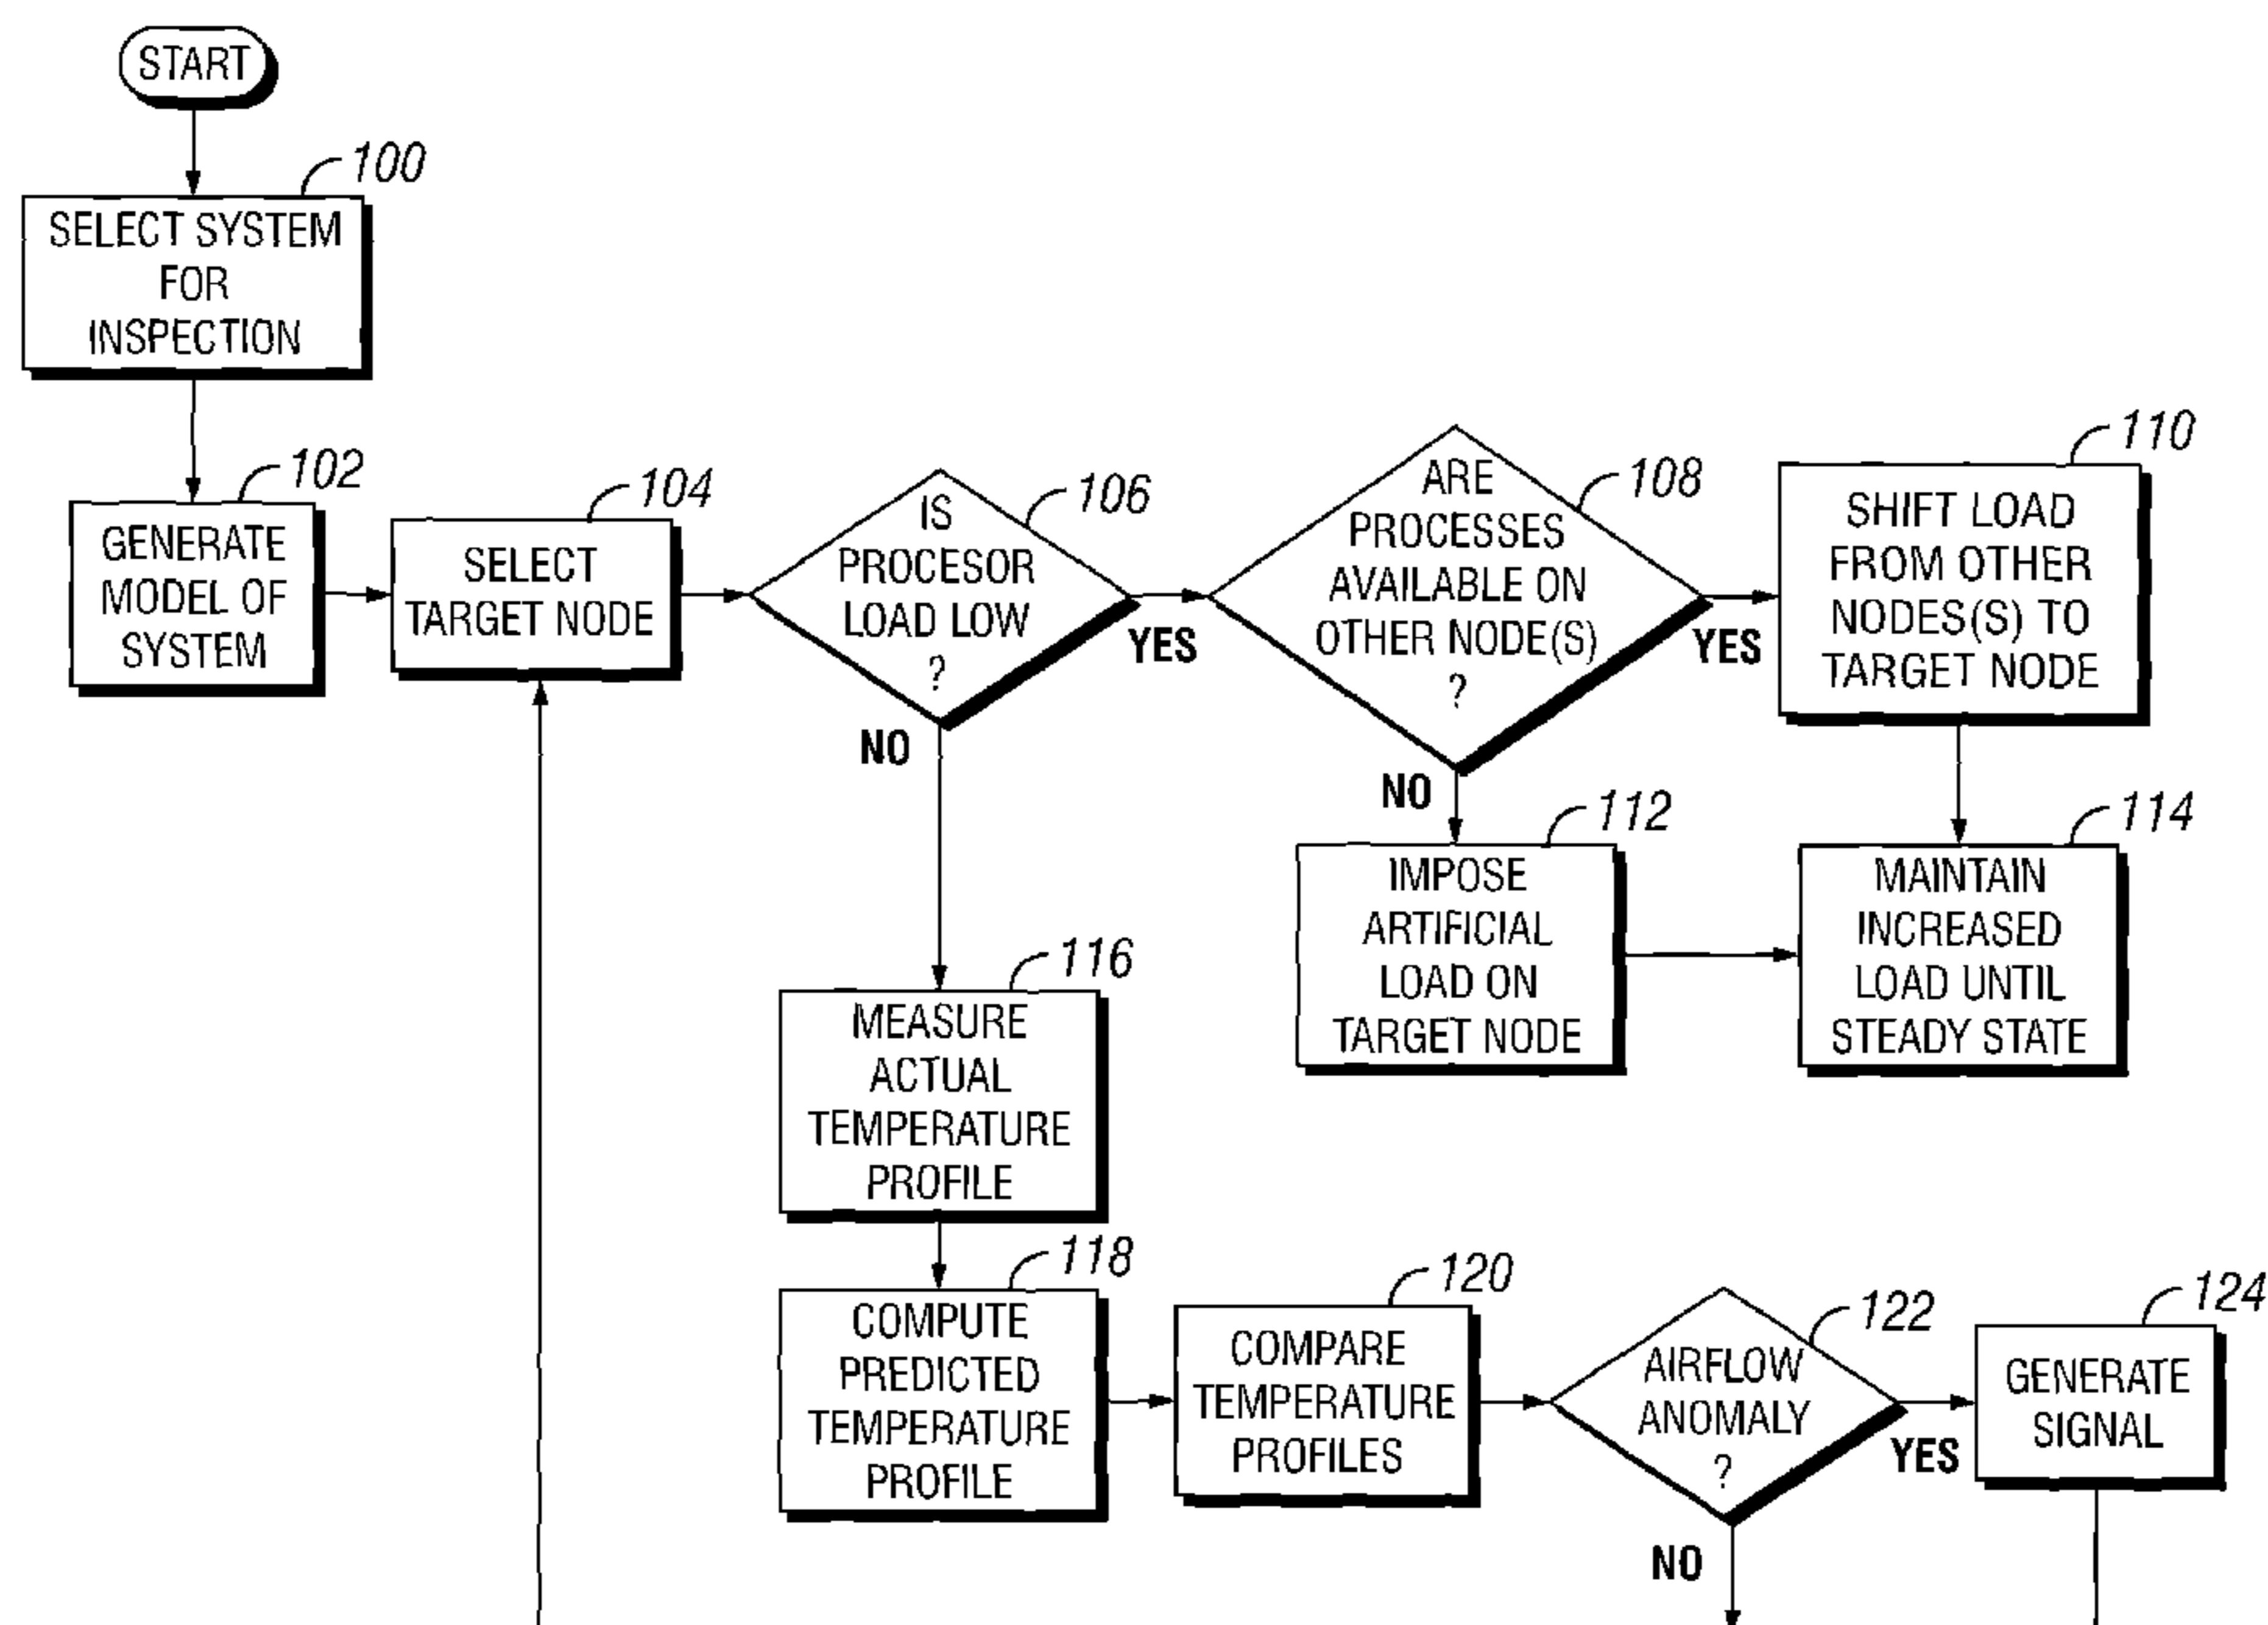 START
100
SELECT SYSTEM
FOR
INSPECTION
102
GENERATE
MODEL OF
SYSTEM
104
SELECT
TARGET NODE
106
IS
PROCESOR
LOAD LOW
?
YES
NO
108
ARE
PROCESSES
AVAILABLE ON
OTHER NODE(S)
?
YES
NO
110
SHIFT LOAD
FROM OTHER
NODES(S) TO
TARGET NODE
112
IMPOSE
ARTIFICIAL
LOAD ON
TARGET NODE
114
MAINTAIN
INCREASED
LOAD UNTIL
STEADY STATE
116
MEASURE
ACTUAL
TEMPERATURE
PROFILE
118
COMPUTE
PREDICTED
TEMPERATURE
PROFILE
120
COMPARE
TEMPERATURE
PROFILES
122
AIRFLOW
ANOMALY
?
YES
NO
124
GENERATE
SIGNAL